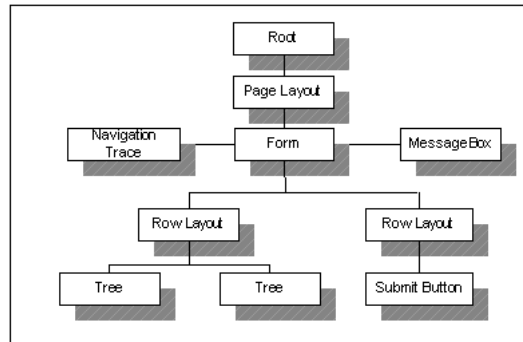 Root
Page Layout
Navigation
Trace
Form
MessageBox
Row Layout
Row Layout
Tree
Tree
Submit Button